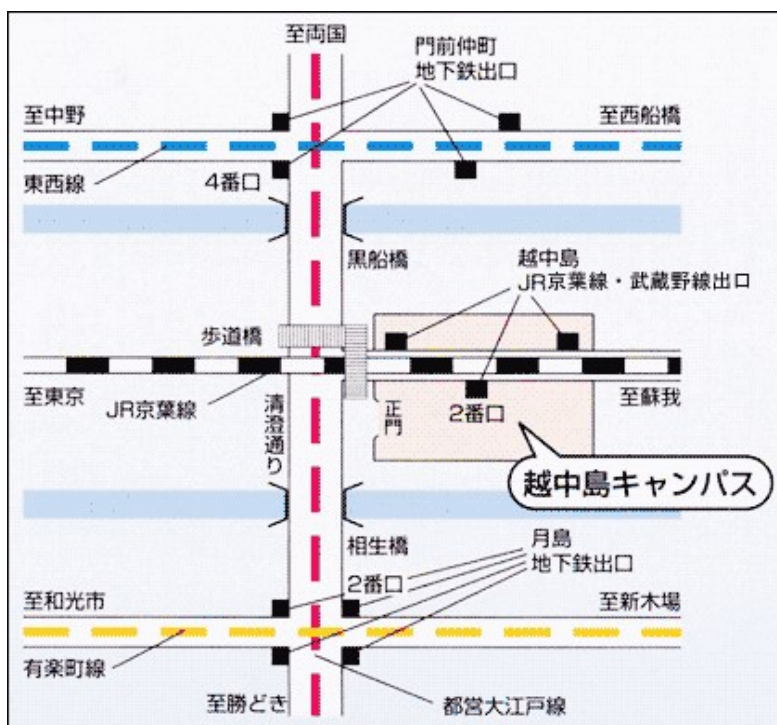 至両国
門前仲町
地下鉄出口
至中野
至西船橋
東西線
4番口
黒船橋
越中島
JR京葉線・武蔵野線出口
歩道橋
至東京
JR京葉線
清澄通り
正門
2番口
至蘇我
越中島キャンパス
相生橋
月島
地下鉄出口
2番口
至和光市
至新木場
有楽町線
至勝どき
都営大江戸線